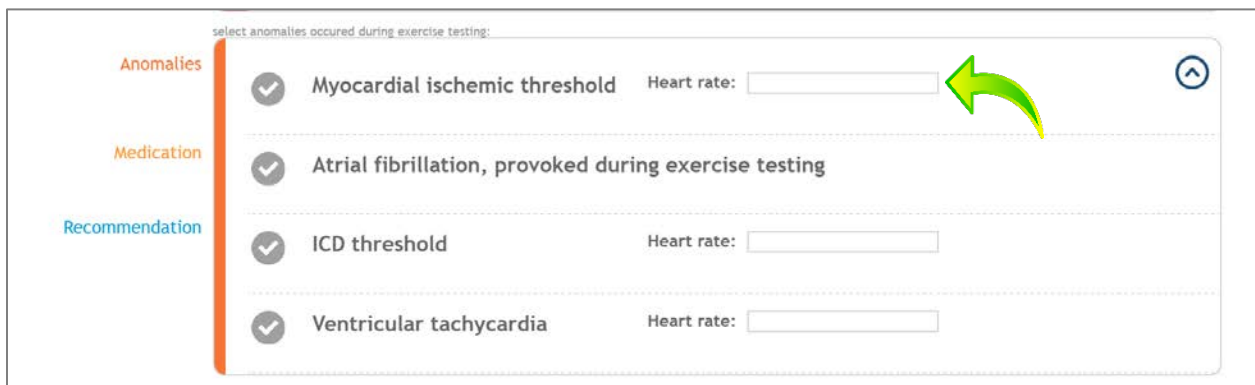 select anomalies occured during exercise testing:
Anomalies
Myocardial ischemic threshold Heart rate:
Medication
Atrial fibrillation, provoked during exercise testing
Recommendation
ICD threshold Heart rate:
Ventricular tachycardia Heart rate: